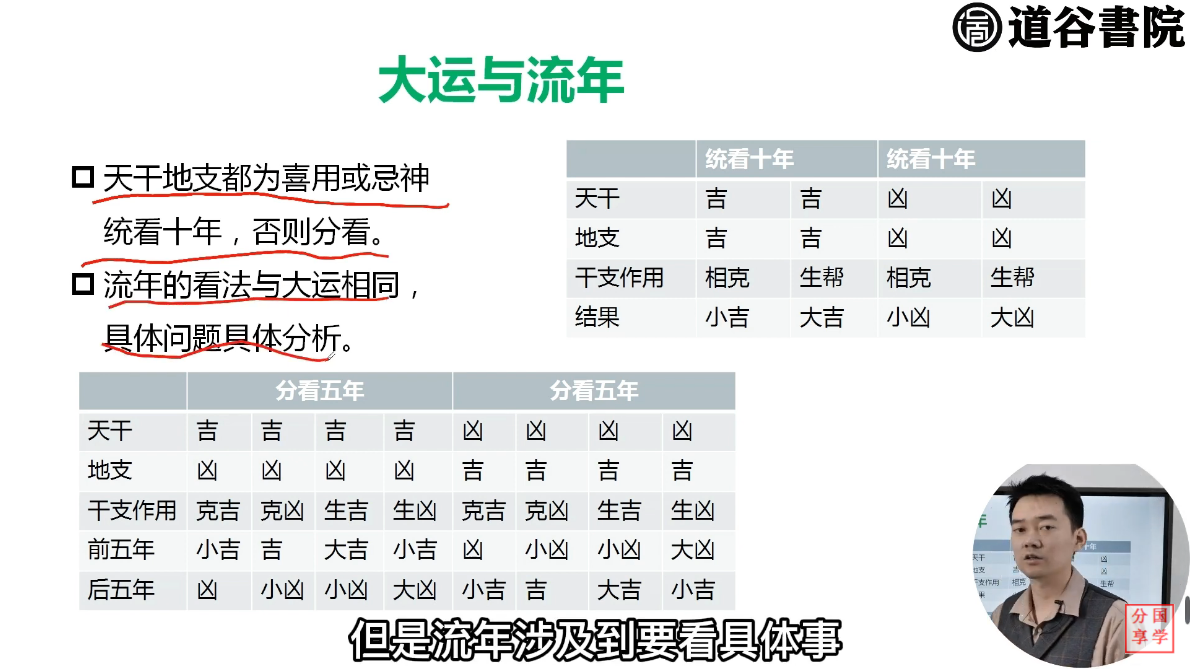 道谷書院
大运与流年
天干地支都为喜用或忌神
统看十年，否则分看。
流年的看法与大运相同，
具体问题具体分析。
统看十年 统看十年
天干 吉 吉 凶 凶
地支 吉 吉 凶 凶
干支作用 相克 生帮 相克 生帮
结果 小吉 大吉 小凶 大凶
分看五年 分看五年
天干 吉 吉 吉 吉 凶 凶 凶 凶
地支 凶 凶 凶 凶 吉 吉 吉 吉
干支作用 克吉 克凶 生吉 生凶 克吉 克凶 生吉 生凶
前五年 小吉 吉 大吉 小吉 凶 小凶 小凶 大凶
后五年 凶 小凶 小凶 大凶 小吉 吉 大吉 小吉
分国
享学
但是流年涉及到要看具体事